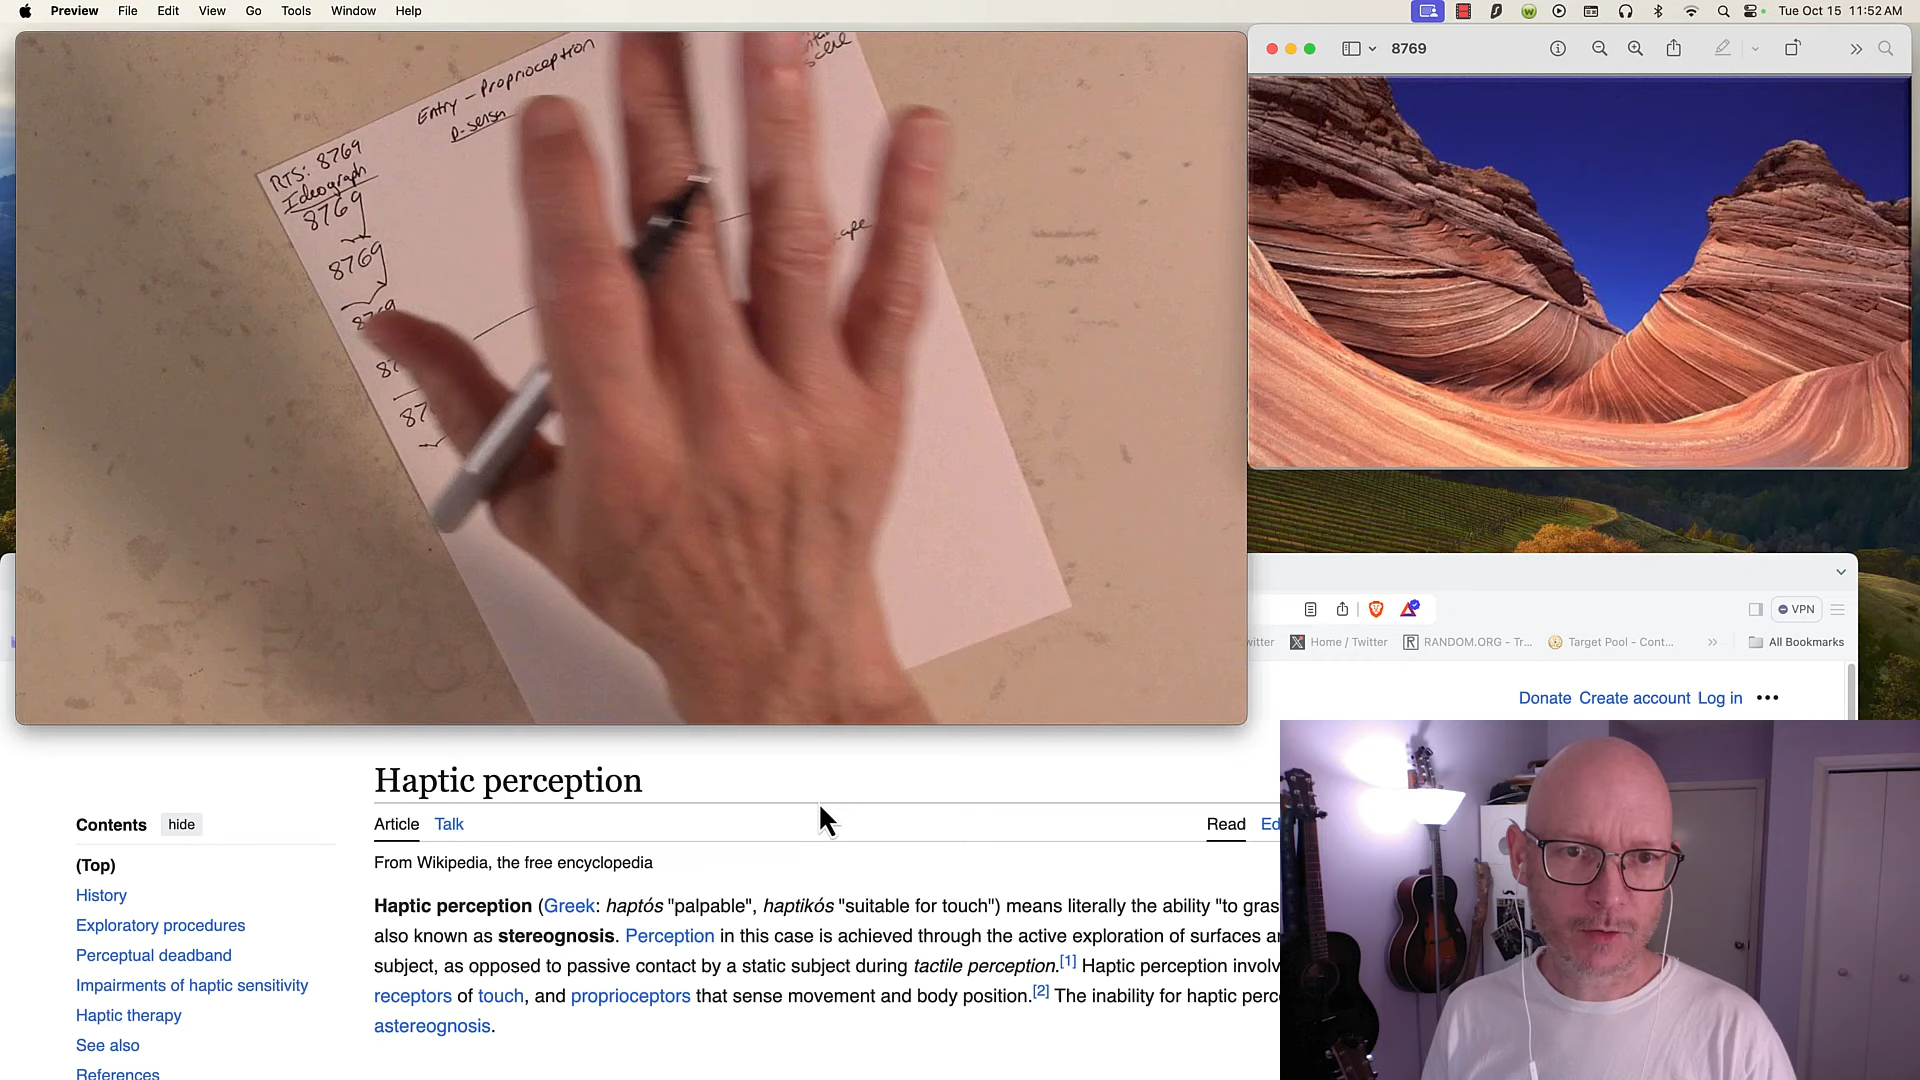 Preview File Edit View Go Tools Window Help
Tue Oct 15 11:52 AM
8769
Entry - Proprioception
p-sense
RTS: 8769
Ideograph
8769
8769
8769
87
87
cape
VPN
witter
Home / Twitter
RANDOM.ORG - Tr...
Target Pool - Cont...
All Bookmarks
Donate Create account Log in
Haptic perception
Contents hide
Article Talk
Read Ed
(Top)
From Wikipedia, the free encyclopedia
History
Exploratory procedures
Perceptual deadband
Impairments of haptic sensitivity
Haptic therapy
See also
References
Haptic perception (Greek: haptós "palpable", haptikós "suitable for touch") means literally the ability "to gras
also known as stereognosis. Perception in this case is achieved through the active exploration of surfaces a
subject, as opposed to passive contact by a static subject during tactile perception.[1] Haptic perception involv
receptors of touch, and proprioceptors that sense movement and body position.[2] The inability for haptic perc
astereognosis.